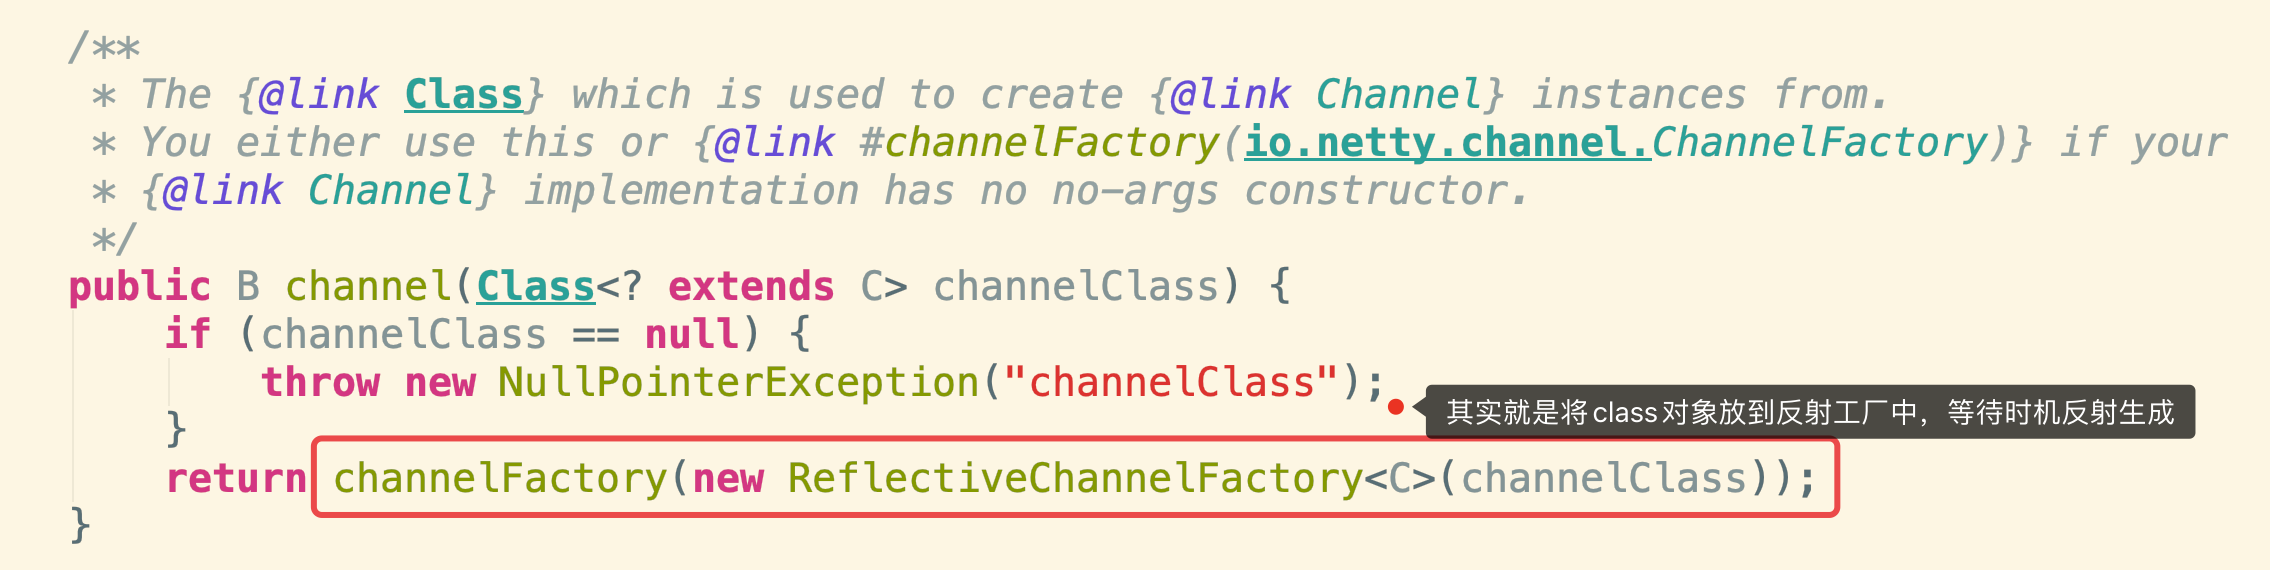 /**
 * The {@link Class} which is used to create {@link Channel} instances from.
 * You either use this or {@link #channelFactory(io.netty.channel.ChannelFactory)} if your
 * {@link Channel} implementation has no no-args constructor.
 */
public B channel(Class<? extends C> channelClass) {
    if (channelClass == null) {
        throw new NullPointerException("channelClass");
其实就是将class对象放到反射工厂中，等待时机反射生成
    }
    return channelFactory(new ReflectiveChannelFactory<C>(channelClass));
}